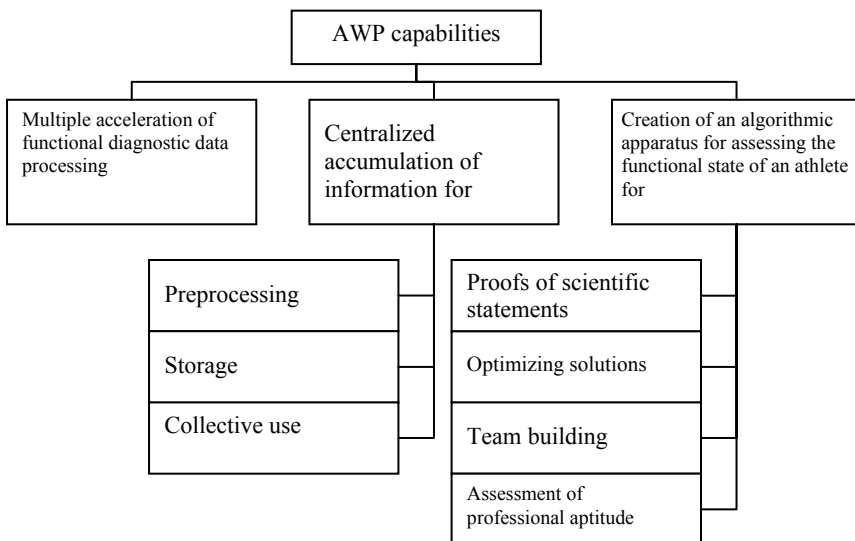 AWP capabilities
Multiple acceleration of
functional diagnostic data
processing
Centralized
accumulation of
information for
Creation of an algorithmic
apparatus for assessing the
functional state of an athlete
for
Preprocessing
Storage
Collective use
Proofs of scientific
statements
Optimizing solutions
Team building
Assessment of
professional aptitude